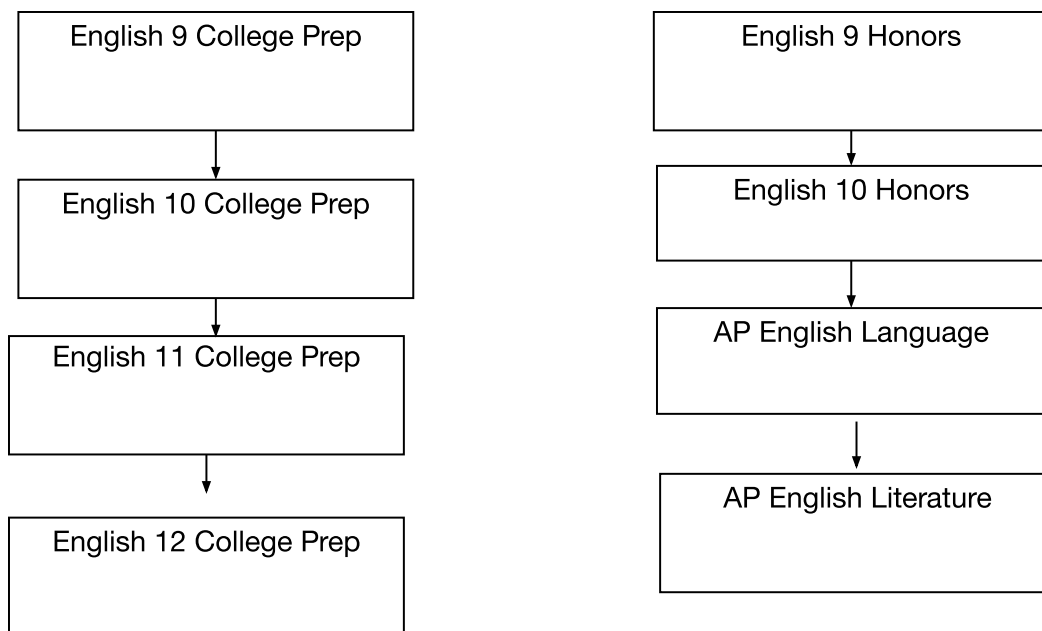 English 9 College Prep
English 10 College Prep
English 11 College Prep
English 12 College Prep
English 9 Honors
English 10 Honors
AP English Language
AP English Literature